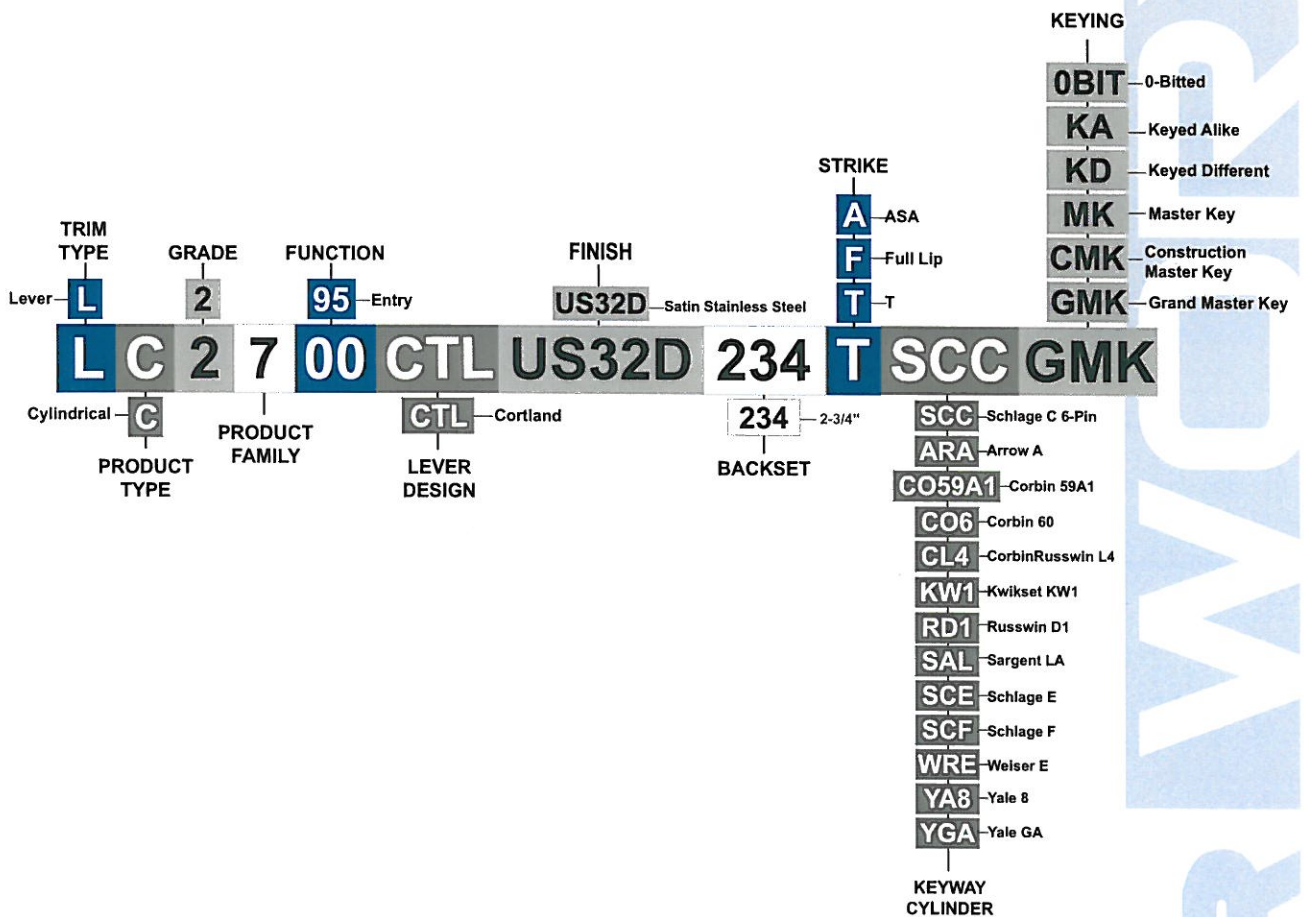 KEYING
0BIT 0-Bitted
KA Keyed Alike
KD Keyed Different
MK Master Key
CMK Construction
Master Key
GMK Grand Master Key
STRIKE
A ASA
F Full Lip
T T
TRIM
TYPE
Lever L
GRADE
2
FUNCTION
95 Entry
FINISH
US32D Satin Stainless Steel
L C 2 7 00 CTL US32D 234 T SCC GMK
Cylindrical C
PRODUCT
TYPE
PRODUCT
FAMILY
CTL Cortland
LEVER
DESIGN
234 2-3/4"
BACKSET
SCC Schlage C 6-Pin
ARA Arrow A
CO59A1 Corbin 59A1
CO6 Corbin 60
CL4 CorbinRusswin L4
KW1 Kwikset KW1
RD1 Russwin D1
SAL Sargent LA
SCE Schlage E
SCF Schlage F
WRE Weiser E
YA8 Yale 8
YGA Yale GA
KEYWAY
CYLINDER